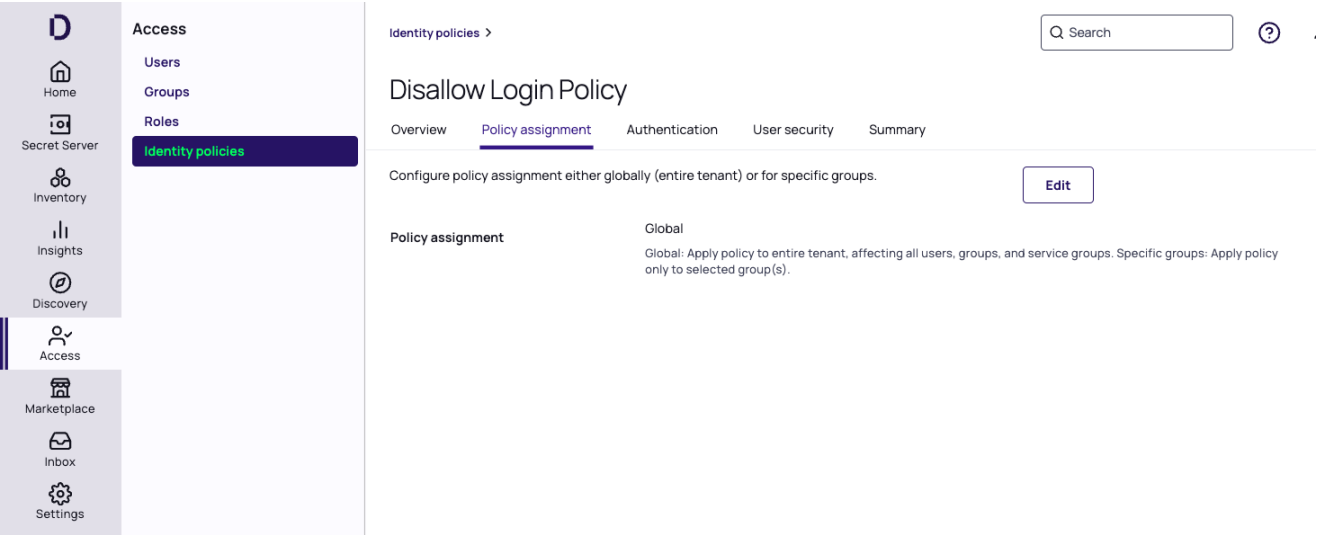 D
Home
Secret Server
Inventory
Insights
Discovery
Access
Marketplace
Inbox
Settings
Access
Users
Groups
Roles
Identity policies
Identity policies >
Search
?
Disallow Login Policy
Overview Policy assignment Authentication User security Summary
Configure policy assignment either globally (entire tenant) or for specific groups.
Edit
Policy assignment
Global
Global: Apply policy to entire tenant, affecting all users, groups, and service groups. Specific groups: Apply policy
only to selected group(s).